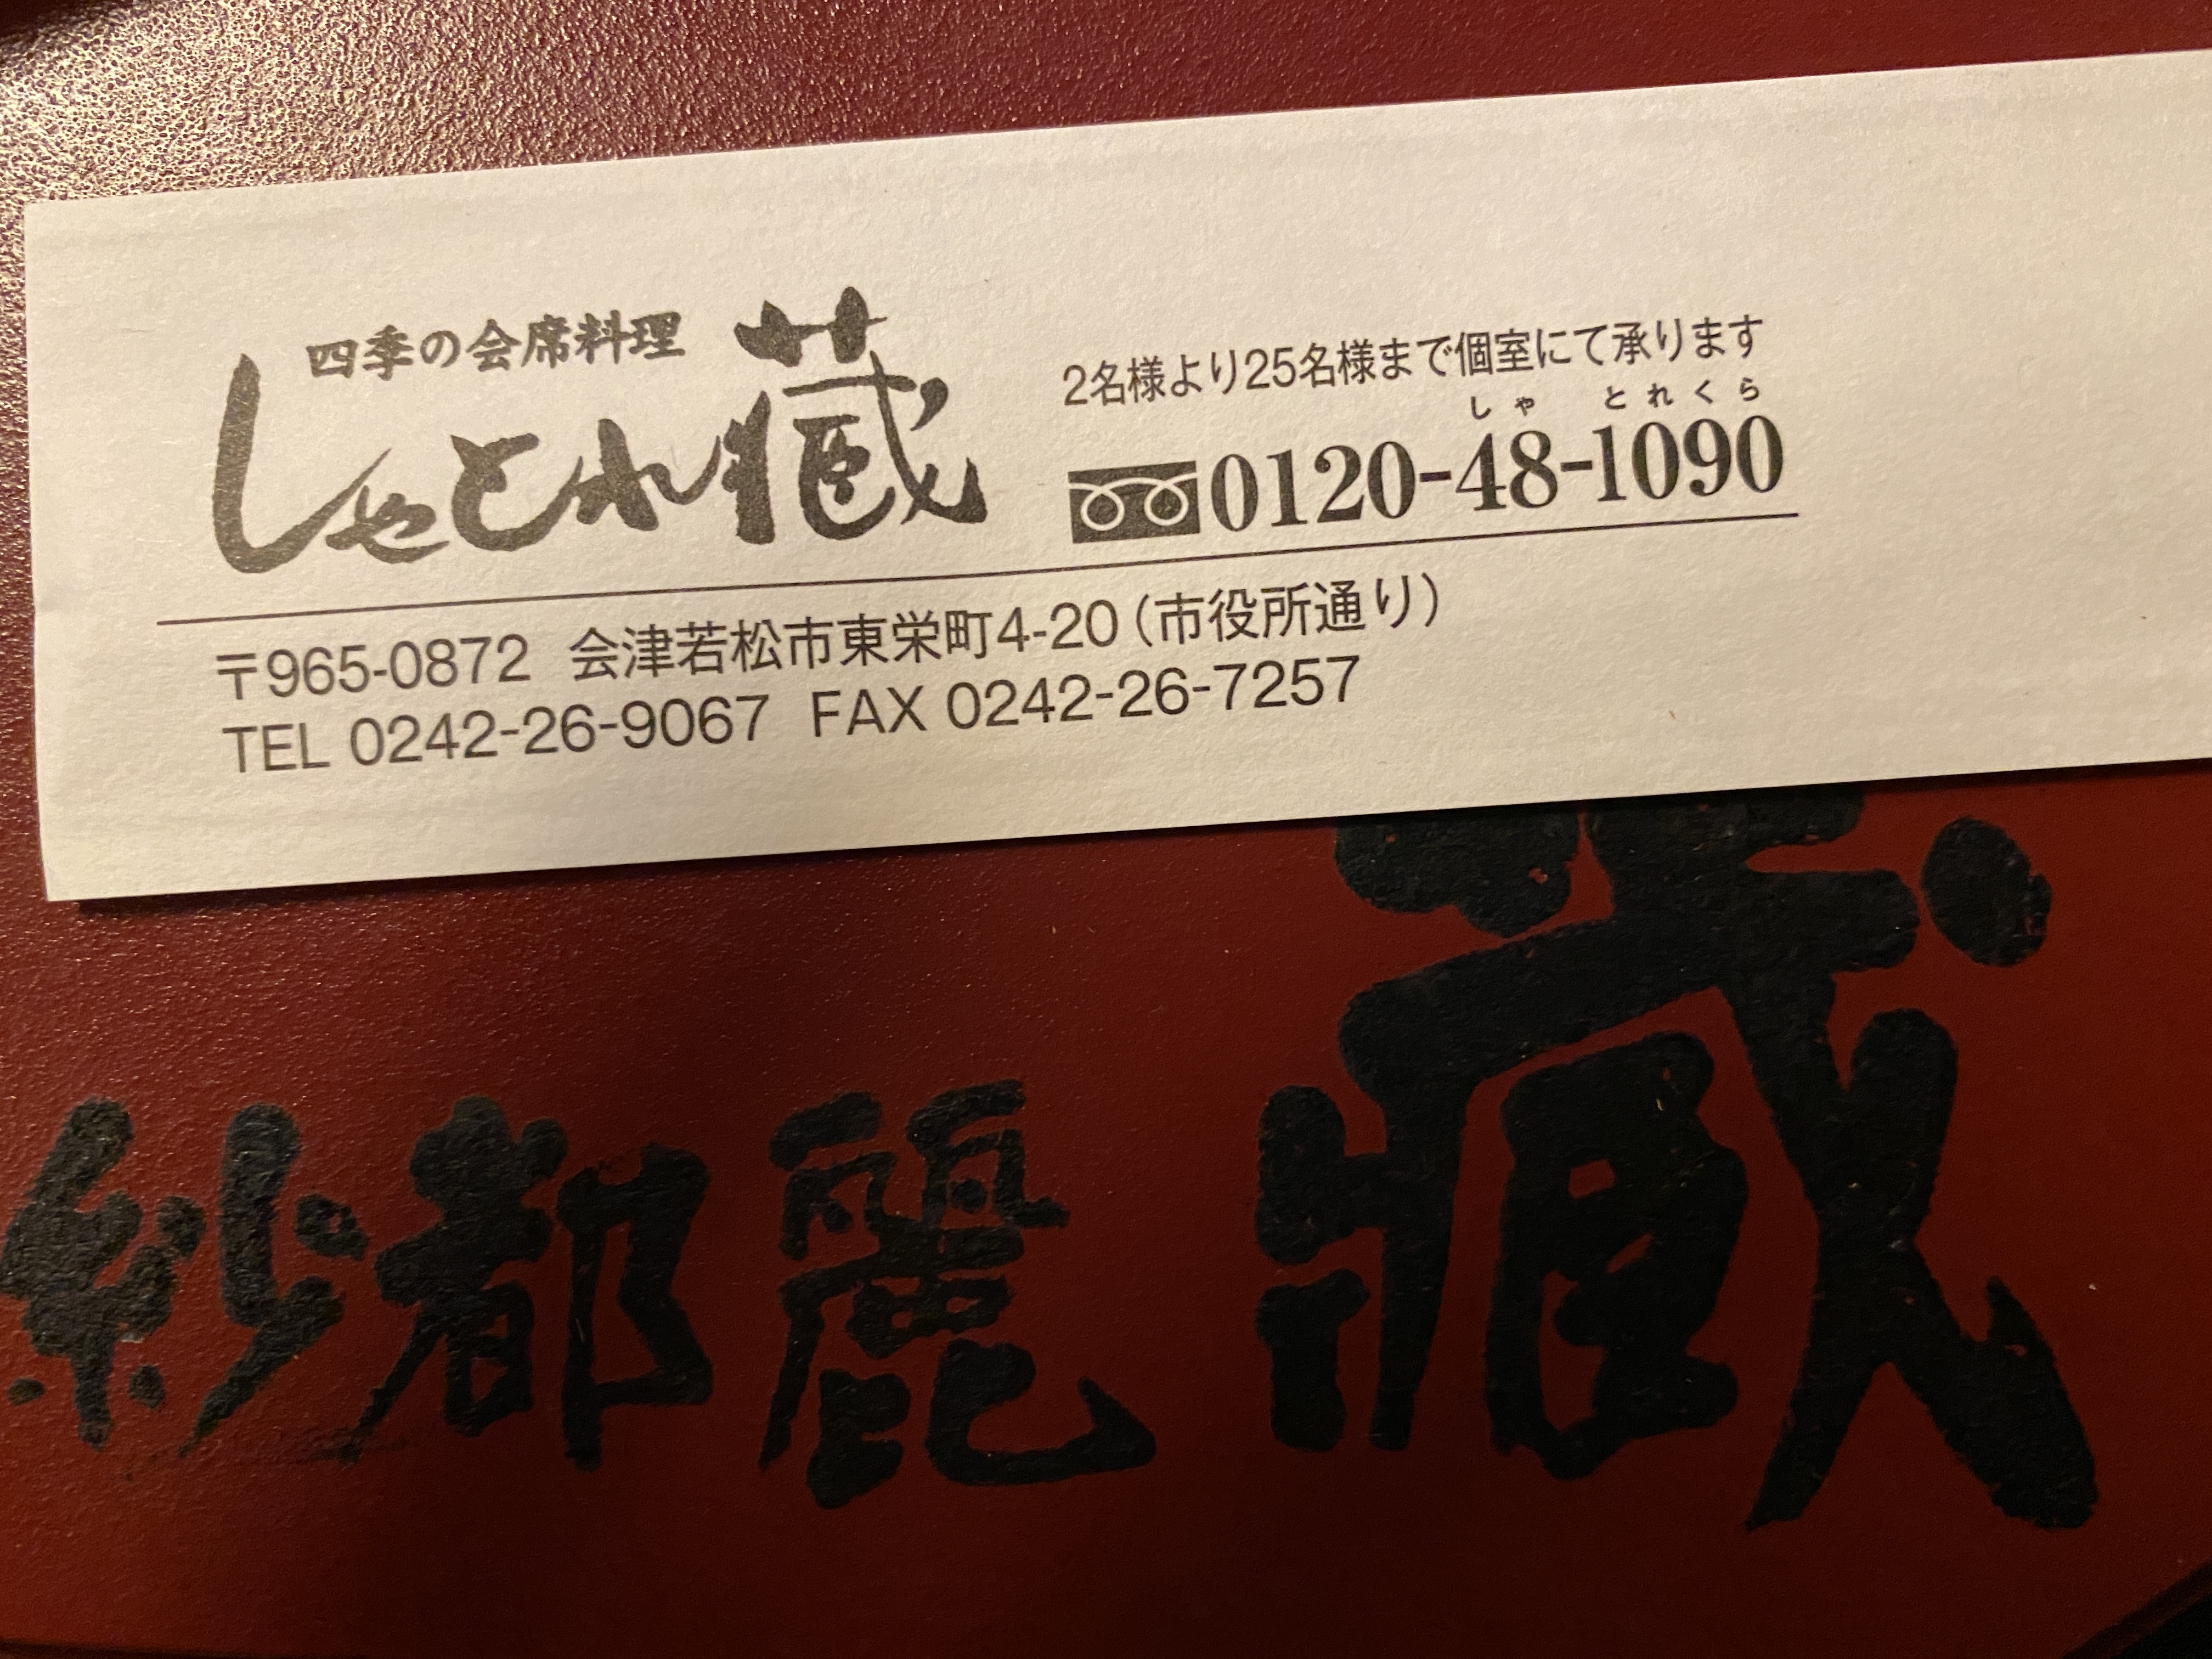 四季の会席料理
しゃとれ藏
2名様より25名様まで個室にて承ります
しゃ とれくら
0120-48-1090
〒965-0872 会津若松市東栄町4-20(市役所通り)
TEL 0242-26-9067 FAX 0242-26-7257
紗都麗藏